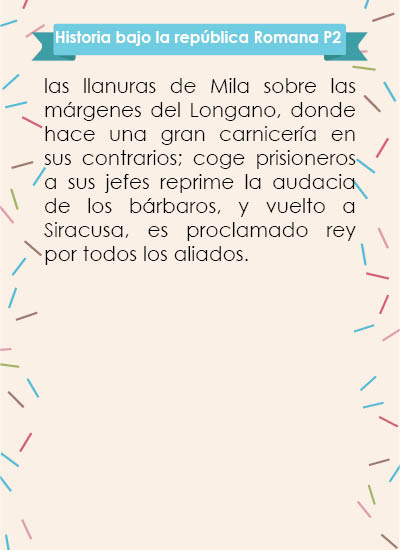 Historia bajo la república Romana P2
las llanuras de Mila sobre las
márgenes del Longano, donde
hace una gran carnicería en
sus contrarios; coge prisioneros
a sus jefes reprime la audacia
de los bárbaros, y vuelto a
Siracusa, es proclamado rey
por todos los aliados.